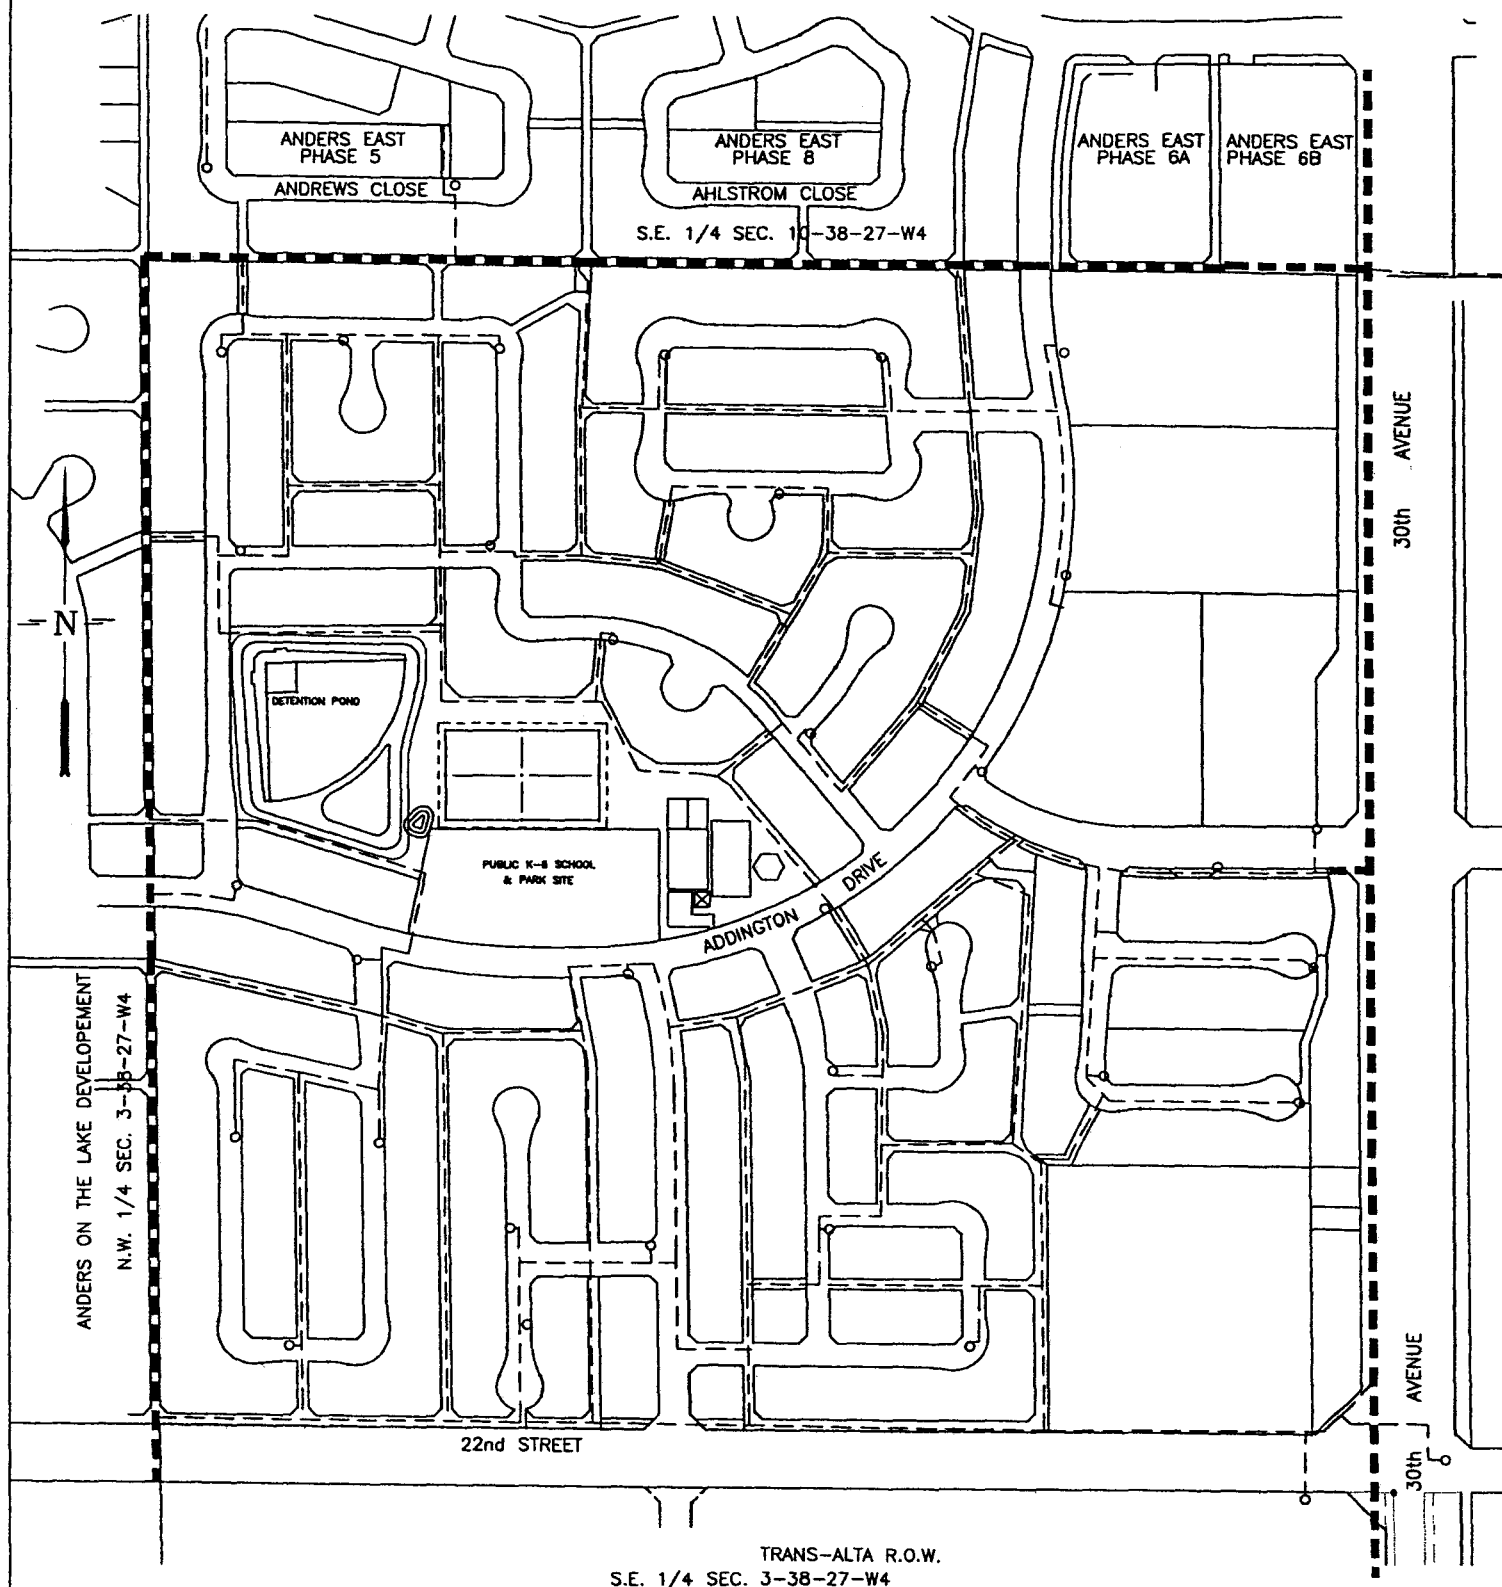 ANDERS EAST
PHASE 5
ANDREWS CLOSE
ANDERS EAST
PHASE 8
AHLSTROM CLOSE
ANDERS EAST
PHASE 6A
ANDERS EAST
PHASE 6B
S.E. 1/4 SEC. 10-38-27-W4
30th AVENUE
N
DETENTION POND
PUBLIC K-8 SCHOOL
& PARK SITE
ADDINGTON DRIVE
ANDERS ON THE LAKE DEVELOPEMENT
N.W. 1/4 SEC. 3-38-27-W4
22nd STREET
30th AVENUE
TRANS-ALTA R.O.W.
S.E. 1/4 SEC. 3-38-27-W4